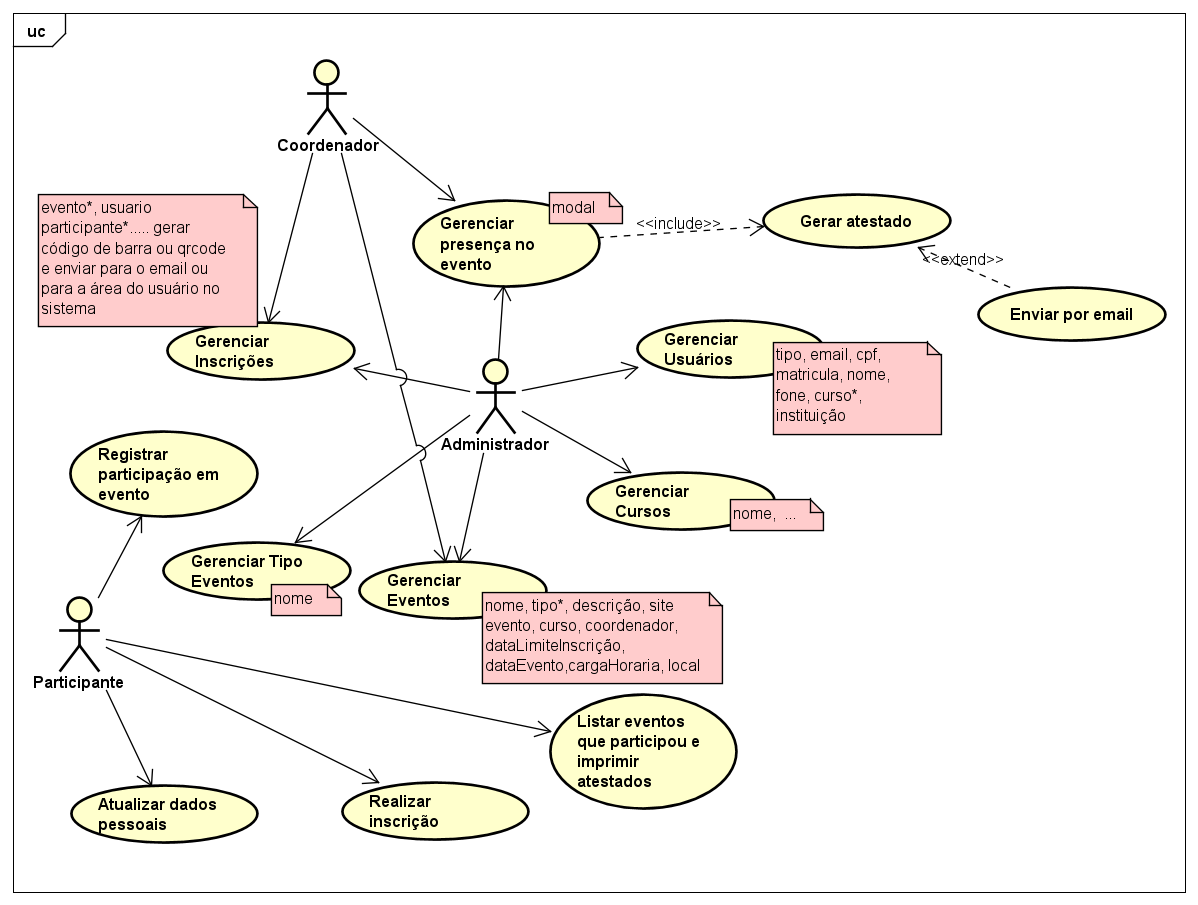 uc
Coordenador
evento*, usuario
participante*..... gerar
código de barra ou qrcode
e enviar para o email ou
para a área do usuário no
sistema
Gerenciar
presença no
evento
modal
<<include>>
Gerar atestado
<<extend>>
Enviar por email
Gerenciar
Inscrições
Gerenciar
Usuários
tipo, email, cpf,
matricula, nome,
fone, curso*,
instituição
Administrador
Registrar
participação em
evento
Gerenciar
Cursos
nome, ...
Gerenciar Tipo
Eventos
nome
Gerenciar
Eventos
nome, tipo*, descrição, site
evento, curso, coordenador,
dataLimiteInscrição,
dataEvento,cargaHoraria, local
Participante
Listar eventos
que participou e
imprimir
atestados
Atualizar dados
pessoais
Realizar
inscrição